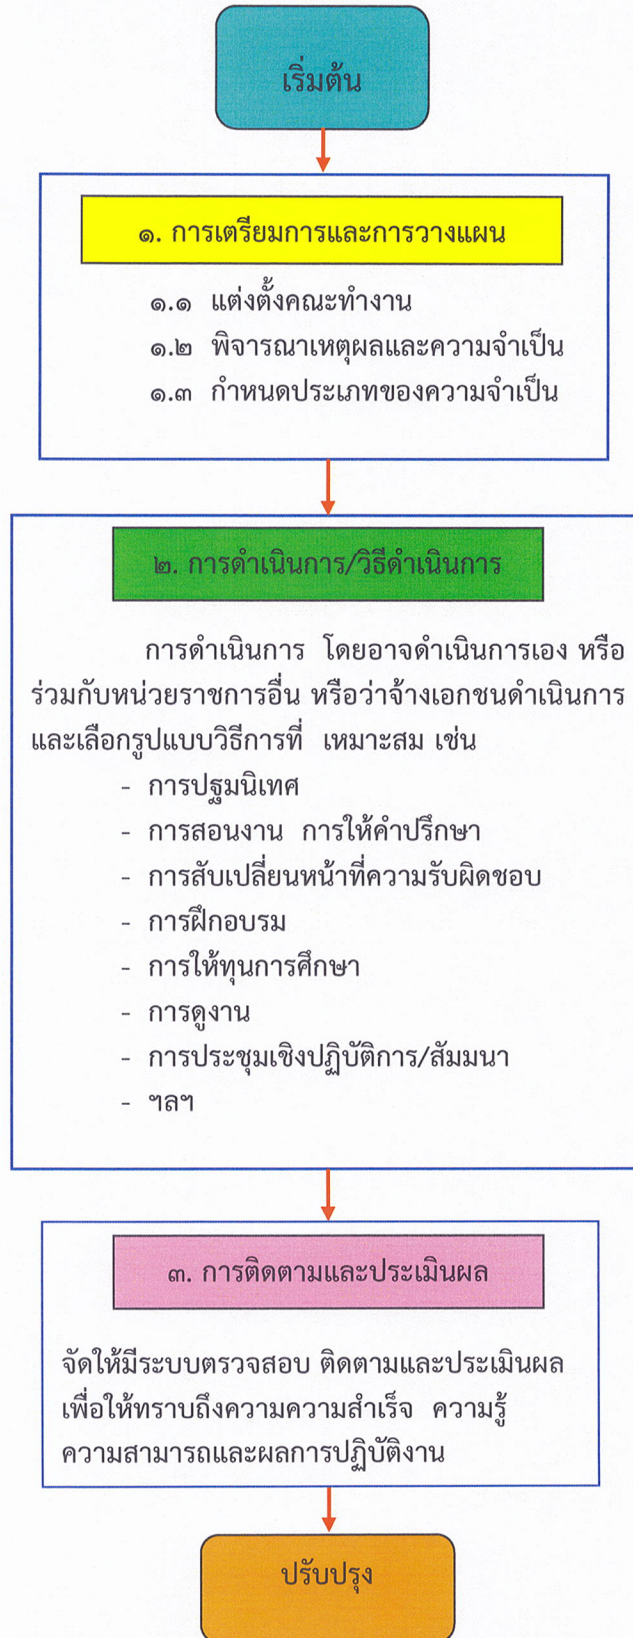 เริ่มต้น
๑. การเตรียมการและการวางแผน
๑.๑ แต่งตั้งคณะทำงาน
๑.๒ พิจารณาเหตุผลและความจำเป็น
๑.๓ กำหนดประเภทของความจำเป็น
๒. การดำเนินการ/วิธีดำเนินการ
การดำเนินการ โดยอาจดำเนินการเอง หรือ
ร่วมกับหน่วยราชการอื่น หรือว่าจ้างเอกชนดำเนินการ
และเลือกรูปแบบวิธีการที่ เหมาะสม เช่น
- การปฐมนิเทศ
- การสอนงาน การให้คำปรึกษา
- การสับเปลี่ยนหน้าที่ความรับผิดชอบ
- การฝึกอบรม
- การให้ทุนการศึกษา
- การดูงาน
- การประชุมเชิงปฏิบัติการ/สัมมนา
- ฯลฯ
๓. การติดตามและประเมินผล
จัดให้มีระบบตรวจสอบ ติดตามและประเมินผล
เพื่อให้ทราบถึงความความสำเร็จ ความรู้
ความสามารถและผลการปฏิบัติงาน
ปรับปรุง